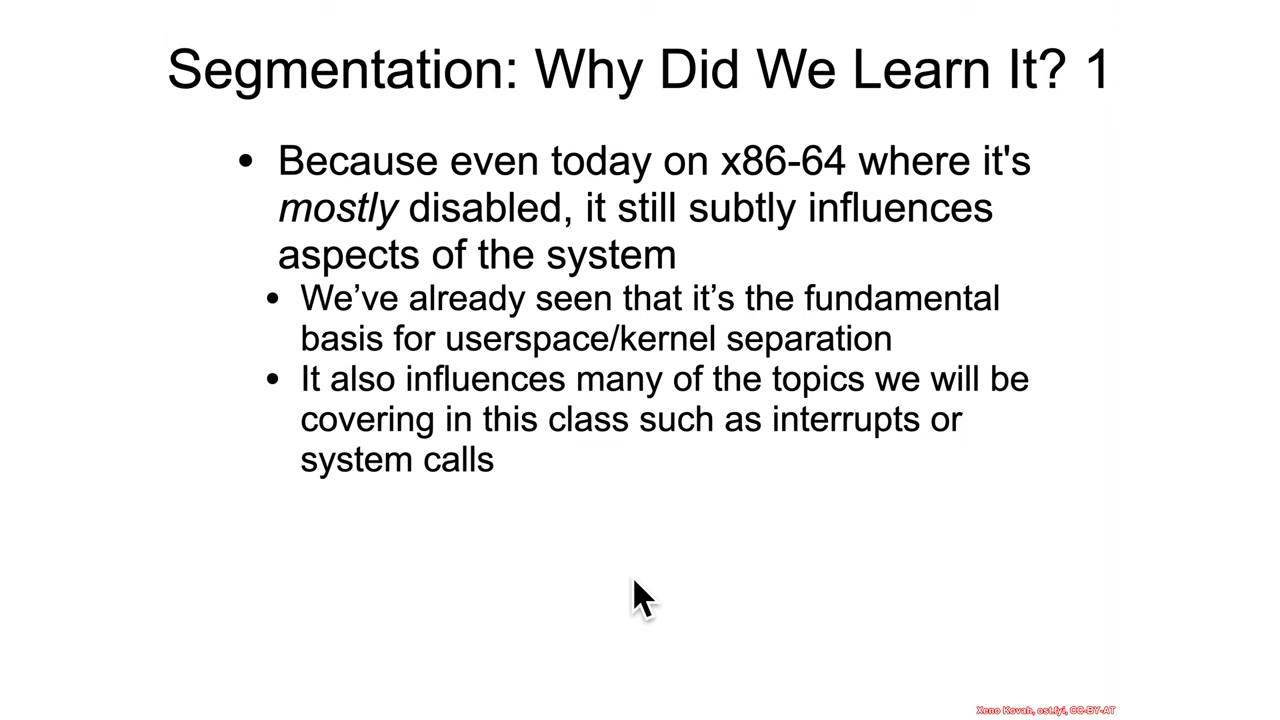 Segmentation: Why Did We Learn It? 1
• Because even today on x86-64 where it's
mostly disabled, it still subtly influences
aspects of the system
• We’ve already seen that it’s the fundamental
basis for userspace/kernel separation
• It also influences many of the topics we will be
covering in this class such as interrupts or
system calls
Xeno Kovah, ost.fyi, CC-BY-AT